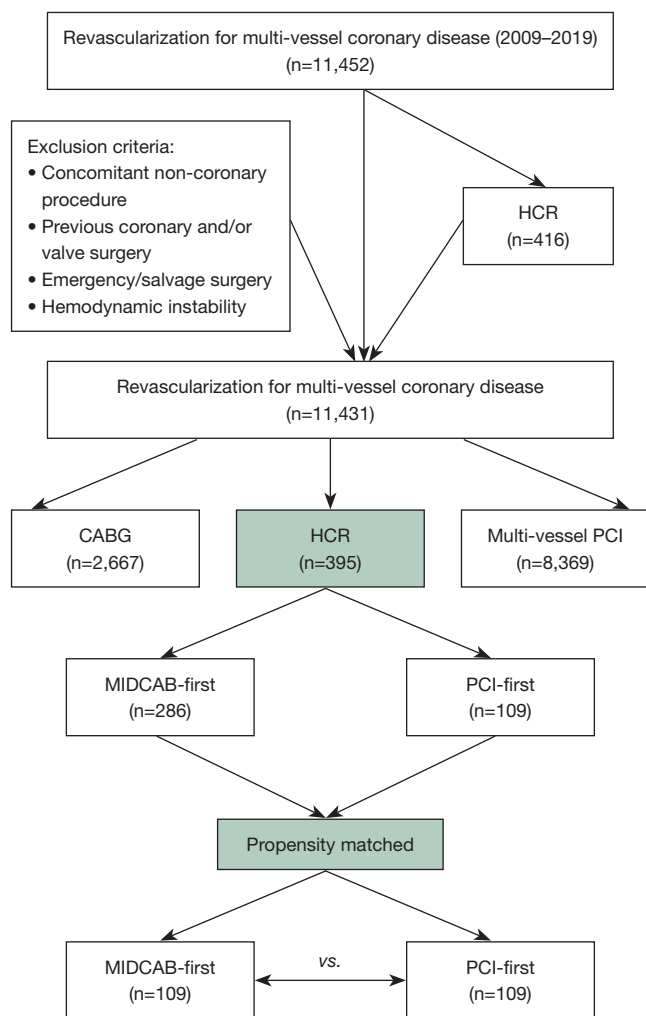 Revascularization for multi-vessel coronary disease (2009–2019)
(n=11,452)
Exclusion criteria:
• Concomitant non-coronary
procedure
• Previous coronary and/or
valve surgery
• Emergency/salvage surgery
• Hemodynamic instability
HCR
(n=416)
Revascularization for multi-vessel coronary disease
(n=11,431)
CABG
(n=2,667)
HCR
(n=395)
Multi-vessel PCI
(n=8,369)
MIDCAB-first
(n=286)
PCI-first
(n=109)
Propensity matched
MIDCAB-first
(n=109)
vs.
PCI-first
(n=109)